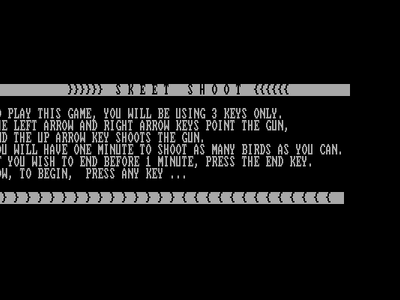 }}}}}} SKEET SHOOT {{{{{{
PLAY THIS GAME, YOU WILL BE USING 3 KEYS ONLY.
LEFT ARROW AND RIGHT ARROW KEYS POINT THE GUN,
THE UP ARROW KEY SHOOTS THE GUN.
WILL HAVE ONE MINUTE TO SHOOT AS MANY BIRDS AS YOU CAN.
YOU WISH TO END BEFORE 1 MINUTE, PRESS THE END KEY.
TO BEGIN, PRESS ANY KEY ...
}}}}}}}}}}}}}}{{{{{{{{{{{{